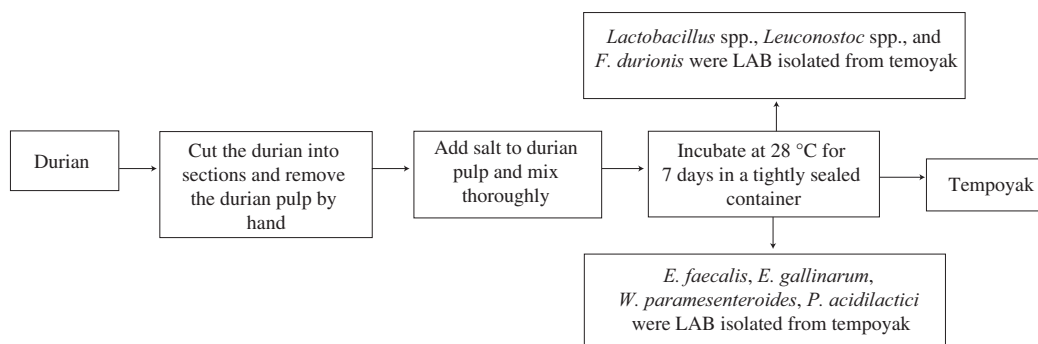 Durian
Cut the durian into
sections and remove
the durian pulp by
hand
Add salt to durian
pulp and mix
thoroughly
Lactobacillus spp., Leuconostoc spp., and
F. durionis were LAB isolated from temoyak
Incubate at 28 °C for
7 days in a tightly sealed
container
E. faecalis, E. gallinarum,
W. paramesenteroides, P. acidilactici
were LAB isolated from tempoyak
Tempoyak